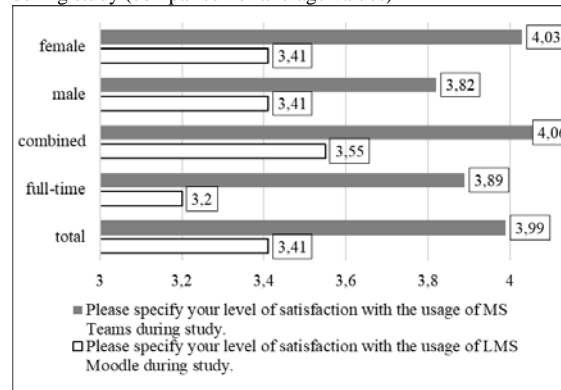 during study (comparison of average values)
female
4,03
3,41
male
3,82
3,41
combined
4,06
3,55
full-time
3,89
3,2
total
3,99
3,41
3 3,2 3,4 3,6 3,8 4
Please specify your level of satisfaction with the usage of MS
Teams during study.
Please specify your level of satisfaction with the usage of LMS
Moodle during study.